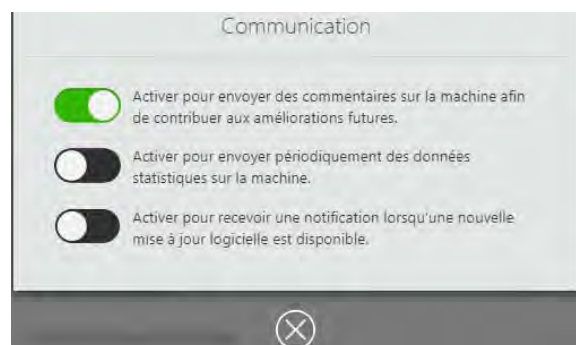 Communication
Activer pour envoyer des commentaires sur la machine afin
de contribuer aux améliorations futures.
Activer pour envoyer périodiquement des données
statistiques sur la machine.
Activer pour recevoir une notification lorsqu'une nouvelle
mise à jour logicielle est disponible.